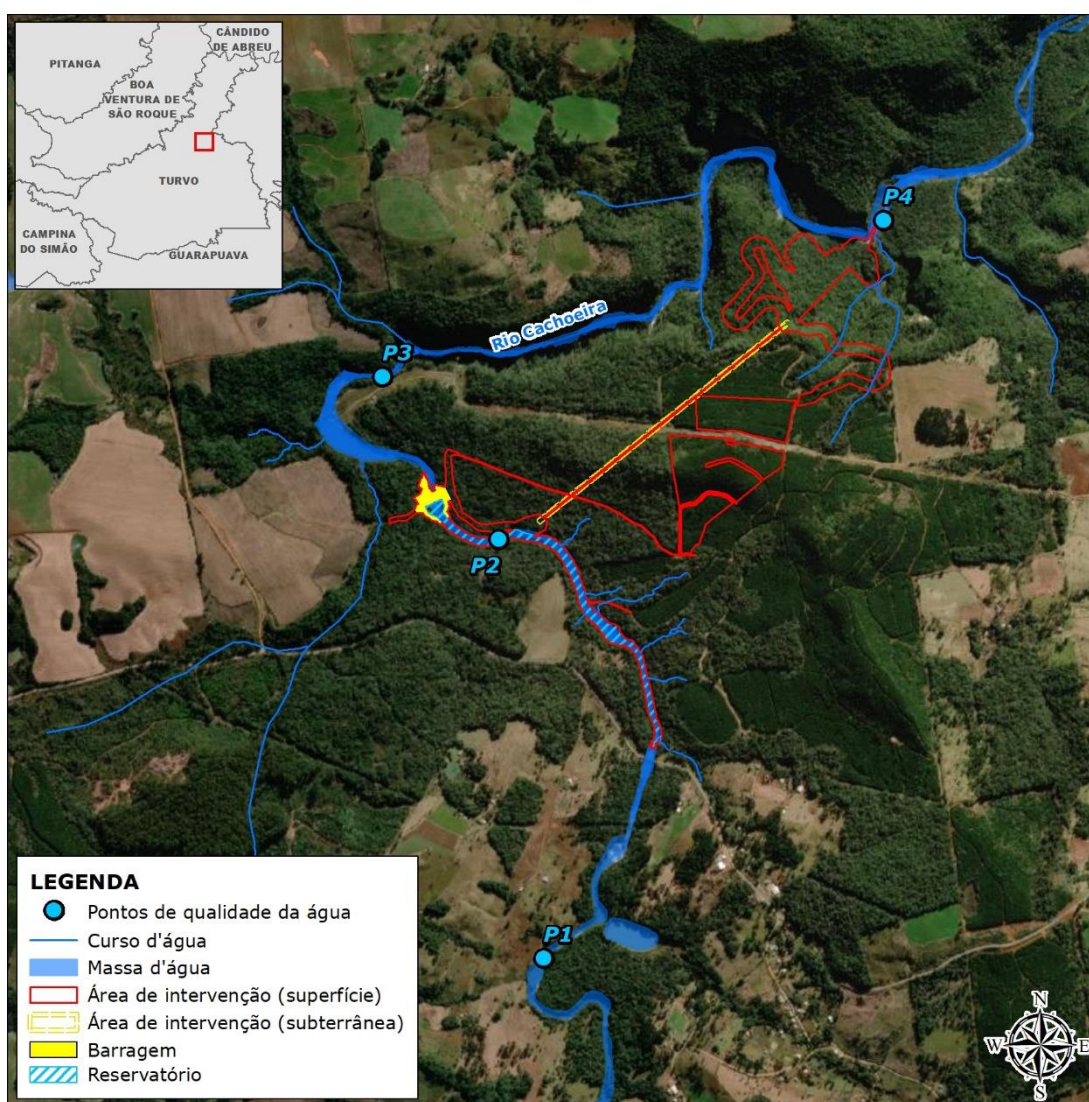 CÂNDIDO
DE ABREU
PITANGA
BOA
VENTURA DE
SÃO ROQUE
TURVO
CAMPINA
DO SIMÃO
GUARAPUAVA
P4
Rio Cachoeira
P3
P2
P1
LEGENDA
Pontos de qualidade da água
Curso d'água
Massa d'água
Área de intervenção (superfície)
Área de intervenção (subterrânea)
Barragem
Reservatório
N
W
E
S